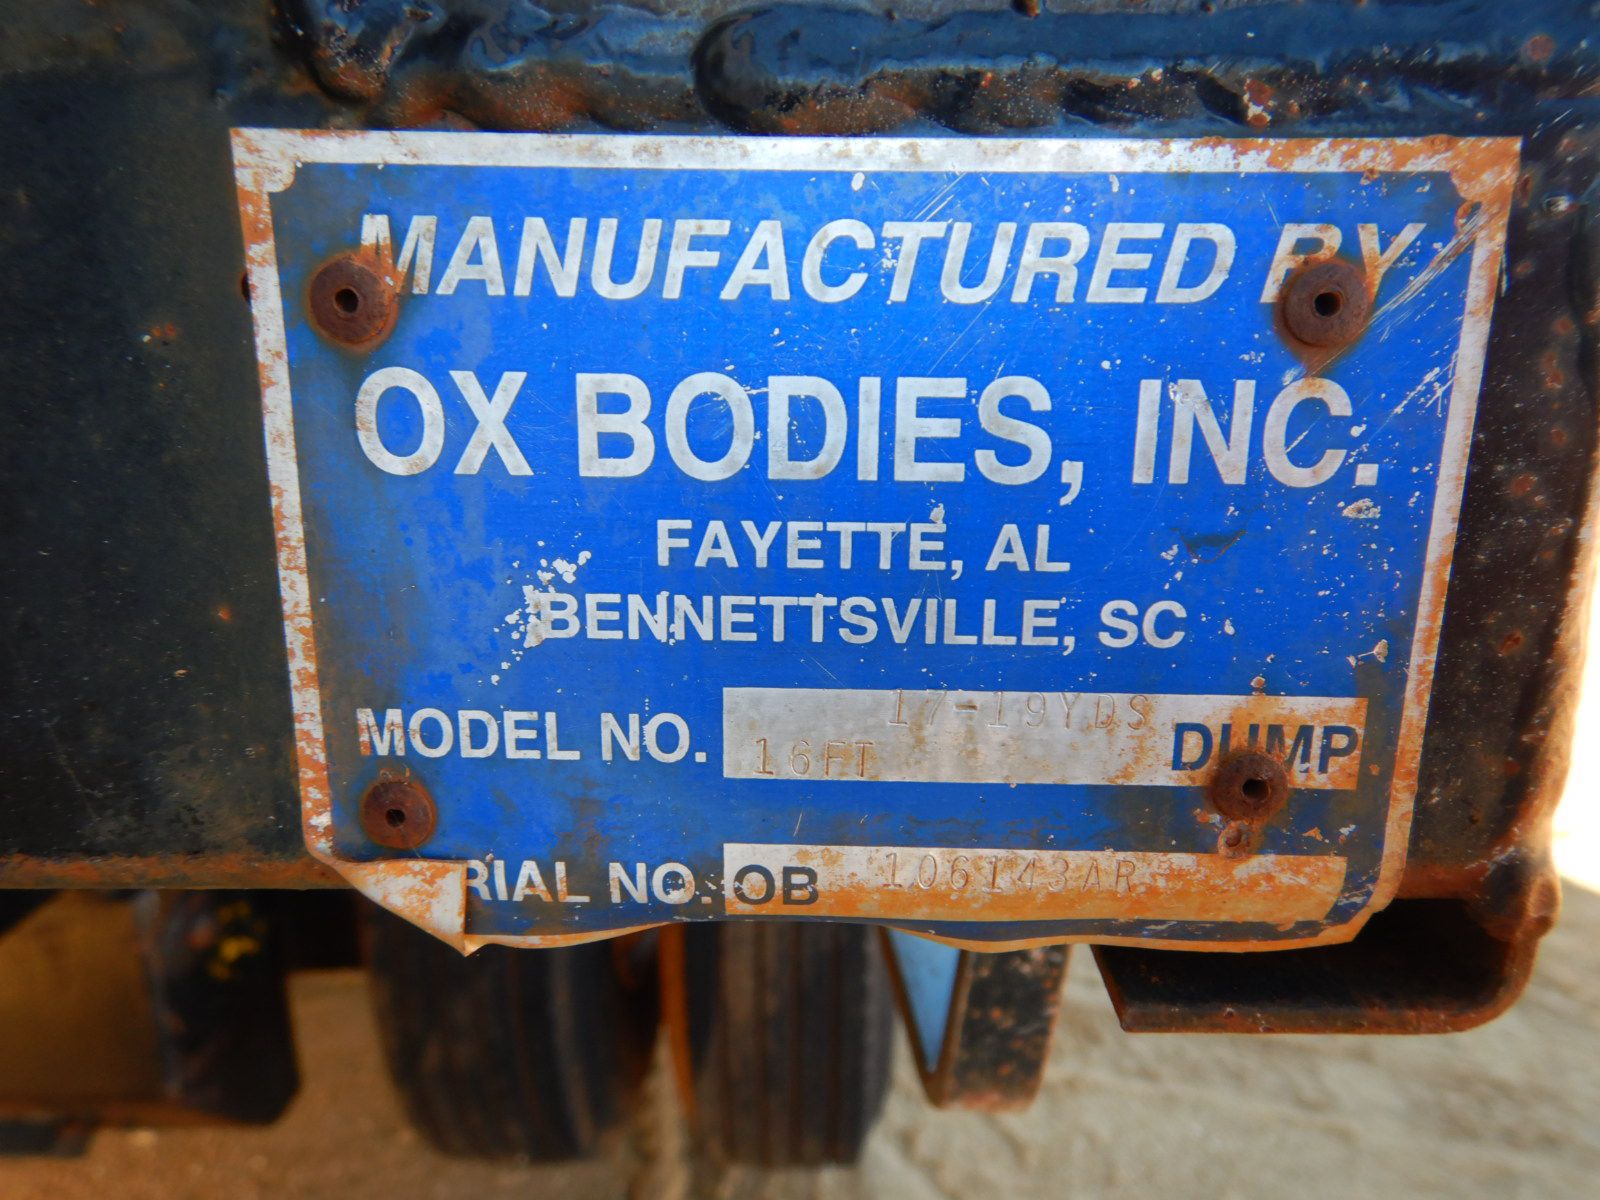 MANUFACTURED BY
OX BODIES, INC.
FAYETTE, AL
BENNETTSVILLE, SC
MODEL NO. 16FT 17-19YDS DUMP
RIAL NO. OB 106143AR